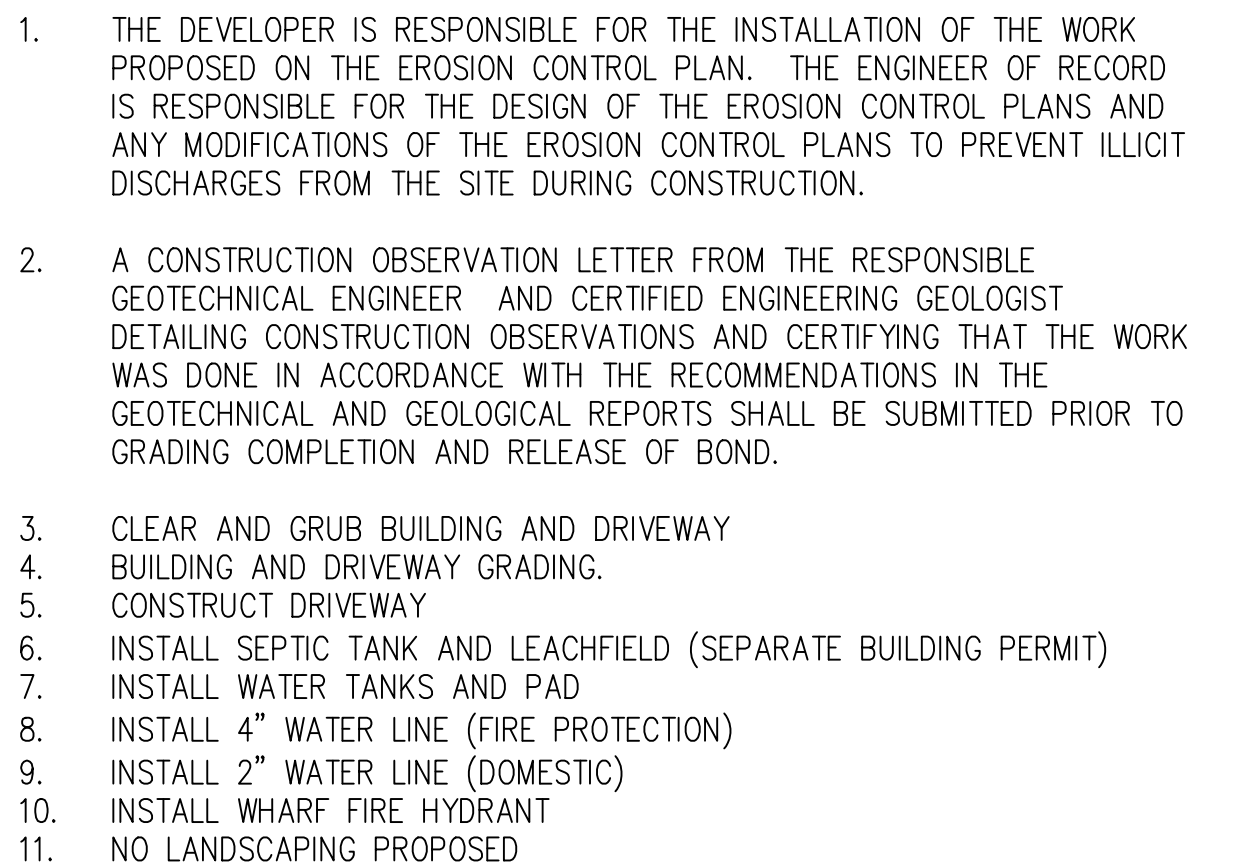 1. THE DEVELOPER IS RESPONSIBLE FOR THE INSTALLATION OF THE WORK
PROPOSED ON THE EROSION CONTROL PLAN. THE ENGINEER OF RECORD
IS RESPONSIBLE FOR THE DESIGN OF THE EROSION CONTROL PLANS AND
ANY MODIFICATIONS OF THE EROSION CONTROL PLANS TO PREVENT ILLICIT
DISCHARGES FROM THE SITE DURING CONSTRUCTION.
2. A CONSTRUCTION OBSERVATION LETTER FROM THE RESPONSIBLE
GEOTECHNICAL ENGINEER AND CERTIFIED ENGINEERING GEOLOGIST
DETAILING CONSTRUCTION OBSERVATIONS AND CERTIFYING THAT THE WORK
WAS DONE IN ACCORDANCE WITH THE RECOMMENDATIONS IN THE
GEOTECHNICAL AND GEOLOGICAL REPORTS SHALL BE SUBMITTED PRIOR TO
GRADING COMPLETION AND RELEASE OF BOND.
3. CLEAR AND GRUB BUILDING AND DRIVEWAY
4. BUILDING AND DRIVEWAY GRADING.
5. CONSTRUCT DRIVEWAY
6. INSTALL SEPTIC TANK AND LEACHFIELD (SEPARATE BUILDING PERMIT)
7. INSTALL WATER TANKS AND PAD
8. INSTALL 4” WATER LINE (FIRE PROTECTION)
9. INSTALL 2” WATER LINE (DOMESTIC)
10. INSTALL WHARF FIRE HYDRANT
11. NO LANDSCAPING PROPOSED